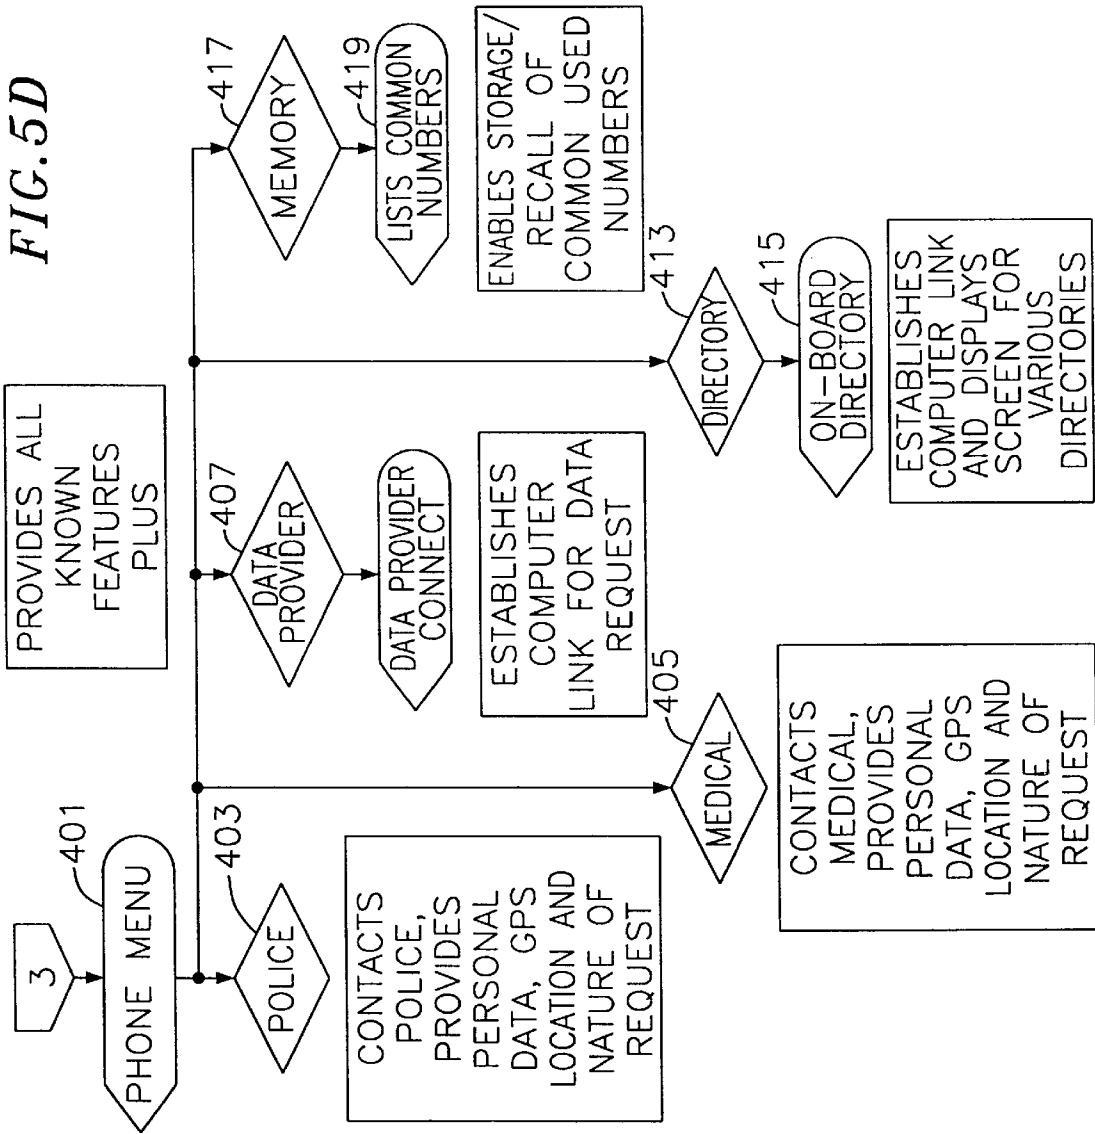 FIG.5D
PROVIDES ALL
KNOWN
FEATURES
PLUS
3
401
PHONE MENU
403
POLICE
CONTACTS
POLICE,
PROVIDES
PERSONAL
DATA, GPS
LOCATION AND
NATURE OF
REQUEST
405
MEDICAL
CONTACTS
MEDICAL,
PROVIDES
PERSONAL
DATA, GPS
LOCATION AND
NATURE OF
REQUEST
407
DATA
PROVIDER
DATA PROVIDER
CONNECT
ESTABLISHES
COMPUTER
LINK FOR DATA
REQUEST
413
DIRECTORY
415
ON-BOARD
DIRECTORY
ESTABLISHES
COMPUTER LINK
AND DISPLAYS
SCREEN FOR
VARIOUS
DIRECTORIES
417
MEMORY
419
LISTS COMMON
NUMBERS
ENABLES STORAGE/
RECALL OF
COMMON USED
NUMBERS